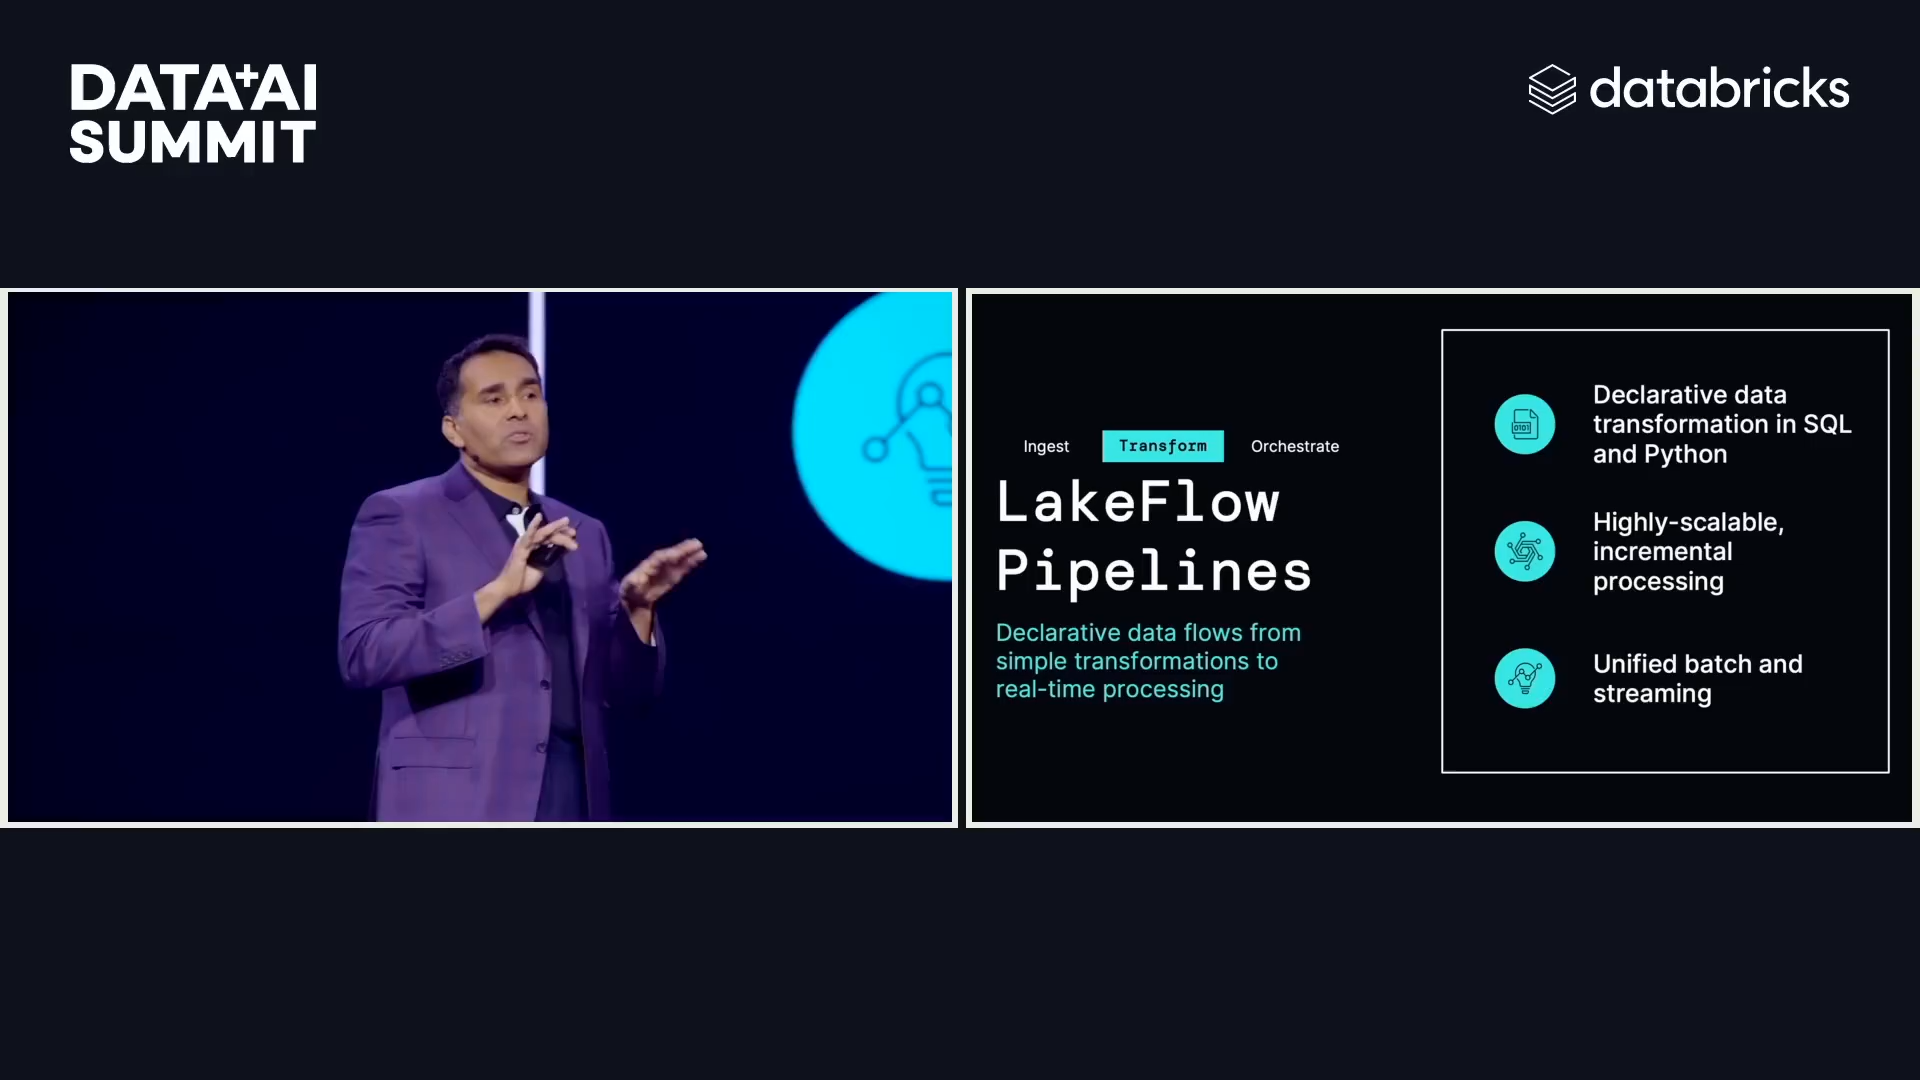 DATA+AI
SUMMIT
databricks
Ingest
Transform
Orchestrate
LakeFlow
Pipelines
Declarative data flows from
simple transformations to
real-time processing
0101
Declarative data
transformation in SQL
and Python
Highly-scalable,
incremental
processing
Unified batch and
streaming